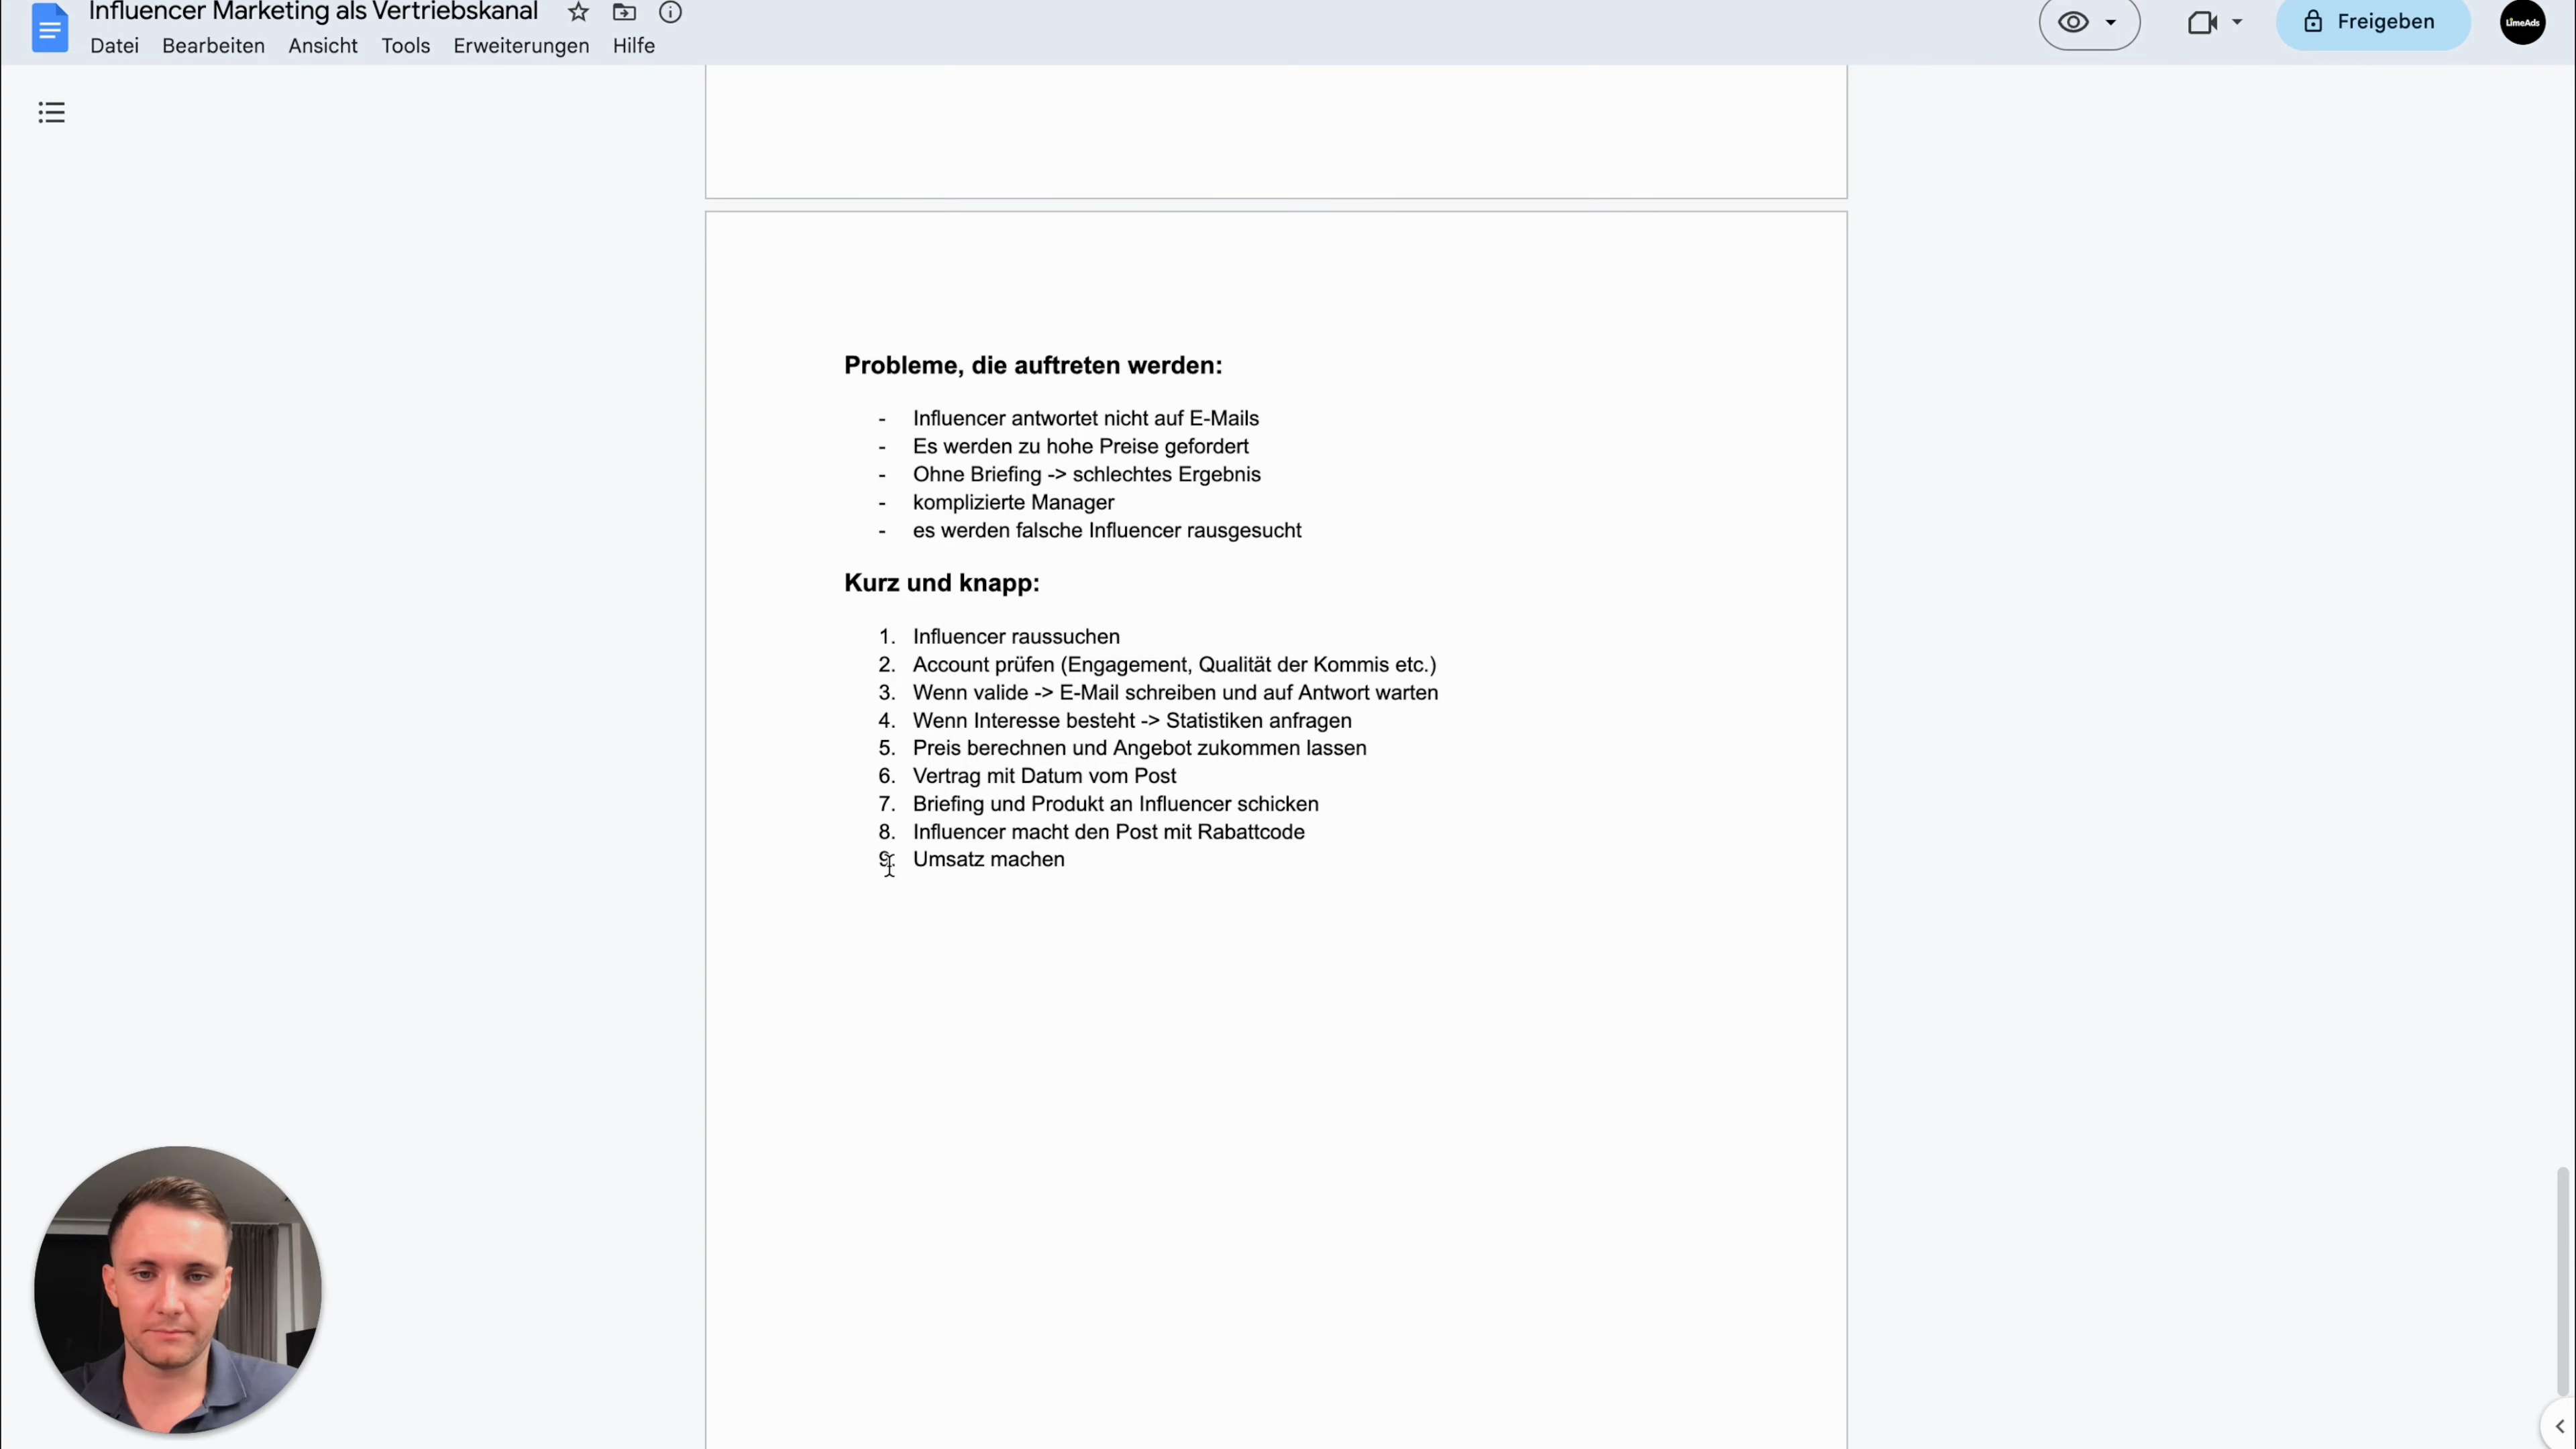 Influencer Marketing als Vertriebskanal
Datei Bearbeiten Ansicht Tools Erweiterungen Hilfe
Freigeben
LimeAds
Probleme, die auftreten werden:
- Influencer antwortet nicht auf E-Mails
- Es werden zu hohe Preise gefordert
- Ohne Briefing -> schlechtes Ergebnis
- komplizierte Manager
- es werden falsche Influencer rausgesucht
Kurz und knapp:
1. Influencer raussuchen
2. Account prüfen (Engagement, Qualität der Kommis etc.)
3. Wenn valide -> E-Mail schreiben und auf Antwort warten
4. Wenn Interesse besteht -> Statistiken anfragen
5. Preis berechnen und Angebot zukommen lassen
6. Vertrag mit Datum vom Post
7. Briefing und Produkt an Influencer schicken
8. Influencer macht den Post mit Rabattcode
9. Umsatz machen